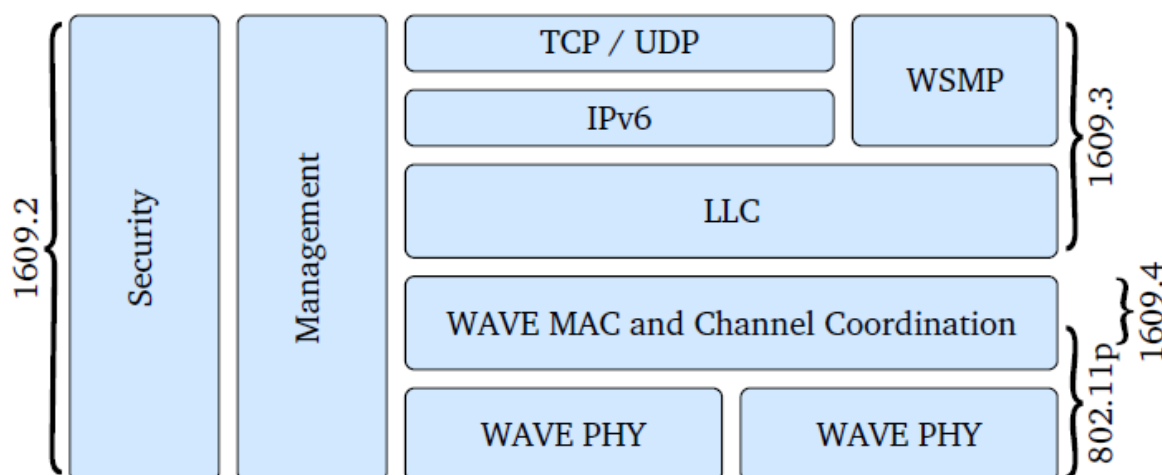 1609.2
Security
Management
TCP / UDP
WSMP
IPv6
LLC
1609.3
WAVE MAC and Channel Coordination
1609.4
WAVE PHY
WAVE PHY
802.11p